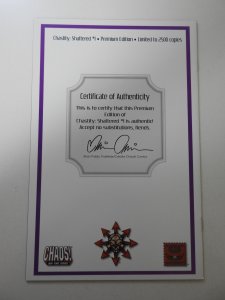 Chastity: Shattered #1 • Premium Edition • Limited to 2500 copies
Certificate of Authenticity
This is to certify that this Premium
Edition of
Chastity: Shattered #1 is authentic!
Accept no substitutions, fiends.
CHAOS!